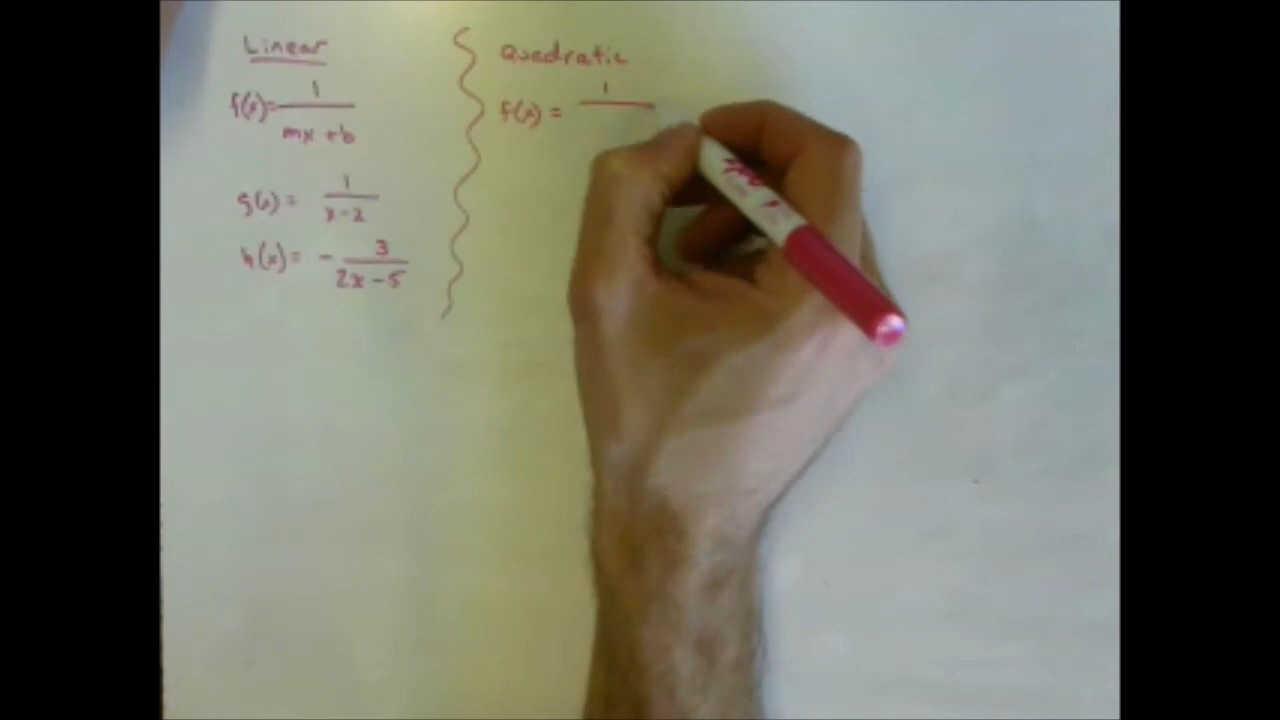 Linear
f(x)= 1/(mx+b)
g(x) = 1/(x-2)
h(x) = - 3/(2x-5)
Quadratic
f(x) = 1/